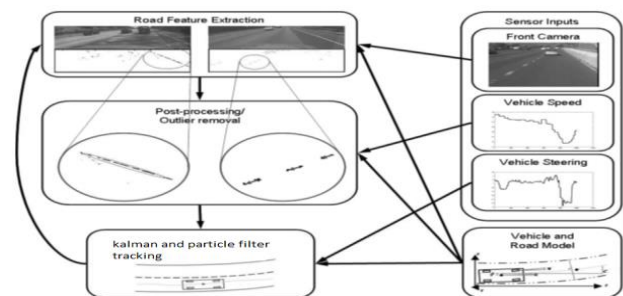 Road Feature Extraction
Post-processing/
Outlier removal
kalman and particle filter
tracking
Sensor Inputs
Front Camera
Vehicle Speed
Vehicle Steering
Vehicle and
Road Model